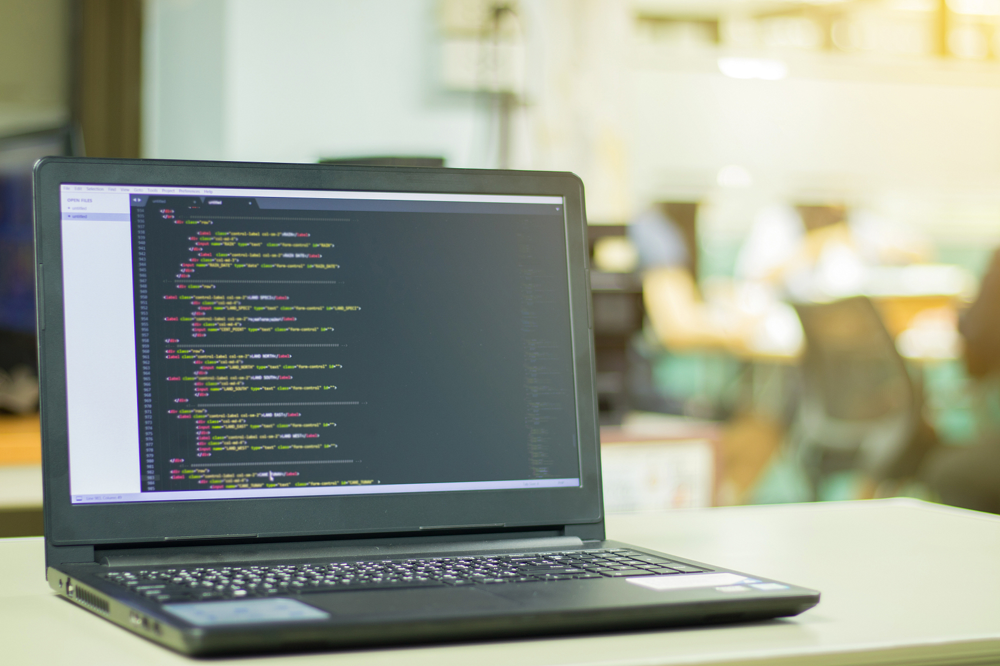 File Edit Selection Find View Goto Tools Project Preferences Help
OPEN FILES
untitled
untitled
untitled
untitled
934 </div>
935 </br>
936 <div class="row">
937
938 <label class="control-label col-sm-2">RAIN</label>
939 <div class="col-md-4">
940 <input name="RAIN" type="text" class="form-control" id="RAIN">
941 </div>
942 <label class="control-label col-sm-2">RAIN DATE</label>
943 <div class="col-md-3">
944 <input name="RAIN_DATE" type="date" class="form-control" id="RAIN_DATE">
945 </div>
946 </div>
947
948 <div class="row">
949
950 <label class="control-label col-sm-2">LAND SPECI</label>
951 <div class="col-md-4">
952 <input name="LAND_SPECI" type="text" class="form-control" id="LAND_SPECI">
953 </div>
954 <label class="control-label col-sm-2"></label>
955 <div class="col-md-4">
956 <input name="CENT_POINT" type="text" class="form-control" id="">
957 </div>
958 </div>
959
960 <div class="row">
961 <label class="control-label col-sm-2">LAND NORTH</label>
962 <div class="col-md-4">
963 <input name="LAND_NORTH" type="text" class="form-control" id="">
964 </div>
965 <label class="control-label col-sm-2">LAND SOUTH</label>
966 <div class="col-md-4">
967 <input name="LAND_SOUTH" type="text" class="form-control" id="">
968 </div>
969 </div>
970
971 <div class="row">
972 <label class="control-label col-sm-2">LAND EAST</label>
973 <div class="col-md-4">
974 <input name="LAND_EAST" type="text" class="form-control" id="">
975 </div>
976 <label class="control-label col-sm-2">LAND WEST</label>
977 <div class="col-md-4">
978 <input name="LAND_WEST" type="text" class="form-control" id="">
979 </div>
980 </div>
981
982 <div class="row">
983 <label class="control-label col-sm-2">CANE</label>
984 <div class="col-md-4">
985 <input name="CANE_TUNAV" type="text" class="form-control" id="CANE_TUNAV" >
Line 983, Column 49